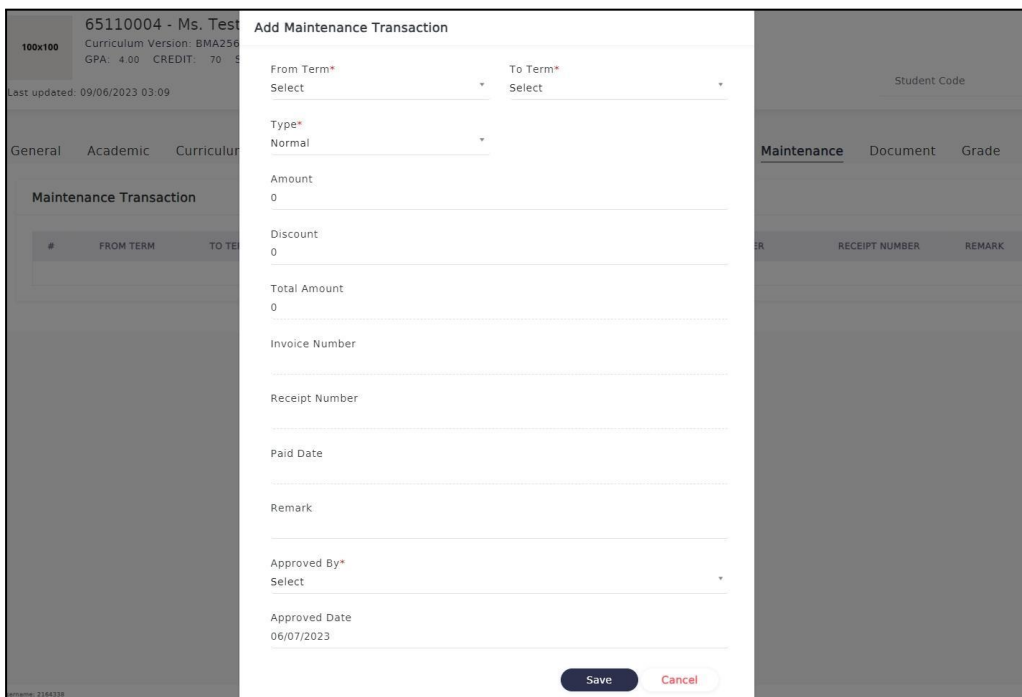 100x100
65110004 - Ms. Test
Curriculum Version: BMA256
GPA: 4.00 CREDIT: 70 S
Last updated: 09/06/2023 03:09
Student Code
General Academic Curriculum Maintenance Document Grade
Maintenance Transaction
# FROM TERM TO TE ER RECEIPT NUMBER REMARK
Add Maintenance Transaction
From Term* To Term*
Select Select
Type*
Normal
Amount
0
Discount
0
Total Amount
0
Invoice Number
Receipt Number
Paid Date
Remark
Approved By*
Select
Approved Date
06/07/2023
Save Cancel